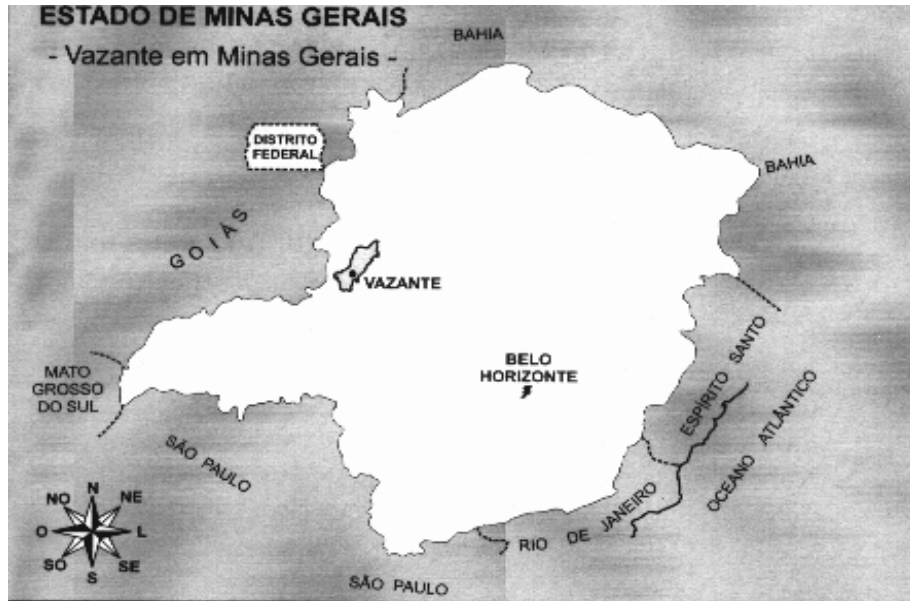 ESTADO DE MINAS GERAIS
- Vazante em Minas Gerais -
BAHIA
DISTRITO
FEDERAL
BAHIA
GOIÁS
VAZANTE
BELO
HORIZONTE
MATO
GROSSO
DO SUL
ESPÍRITO SANTO
OCEANO ATLÂNTICO
SÃO PAULO
RIO DE JANEIRO
SÃO PAULO
N
NO
NE
O
L
SO
SE
S